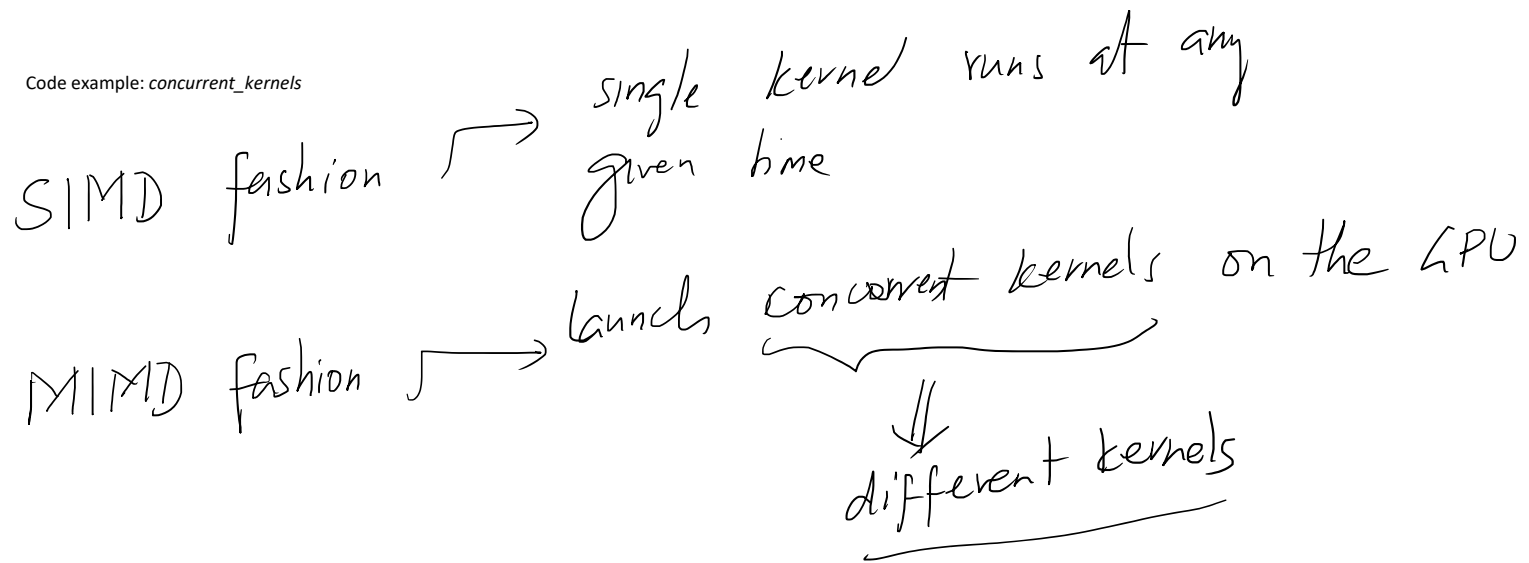 Code example: concurrent_kernels
single kernel runs at any
given time
SIMD fashion
launch concurrent kernels on the GPU
MIMD fashion
different kernels